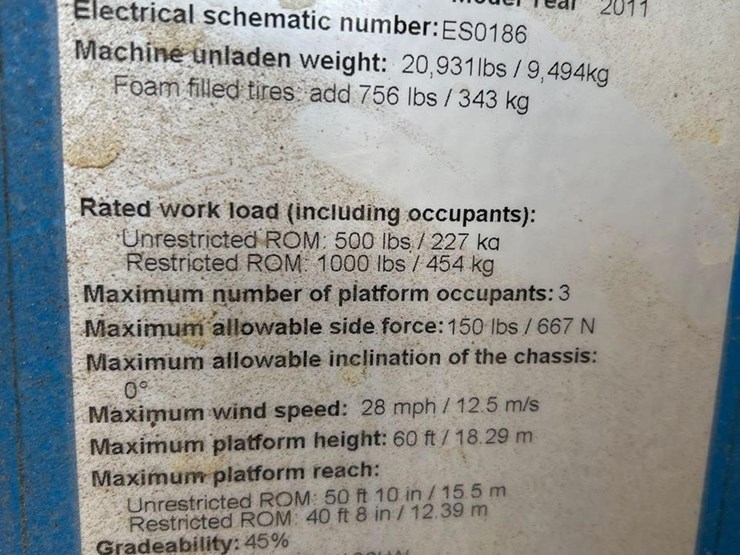 Model Year 2011
Electrical schematic number: ES0186
Machine unladen weight: 20,931lbs / 9,494kg
Foam filled tires: add 756 lbs / 343 kg
Rated work load (including occupants):
Unrestricted ROM: 500 lbs / 227 kg
Restricted ROM: 1000 lbs / 454 kg
Maximum number of platform occupants: 3
Maximum allowable side force: 150 lbs / 667 N
Maximum allowable inclination of the chassis:
0°
Maximum wind speed: 28 mph / 12.5 m/s
Maximum platform height: 60 ft / 18.29 m
Maximum platform reach:
Unrestricted ROM: 50 ft 10 in / 15.5 m
Restricted ROM: 40 ft 8 in / 12.39 m
Gradeability: 45%